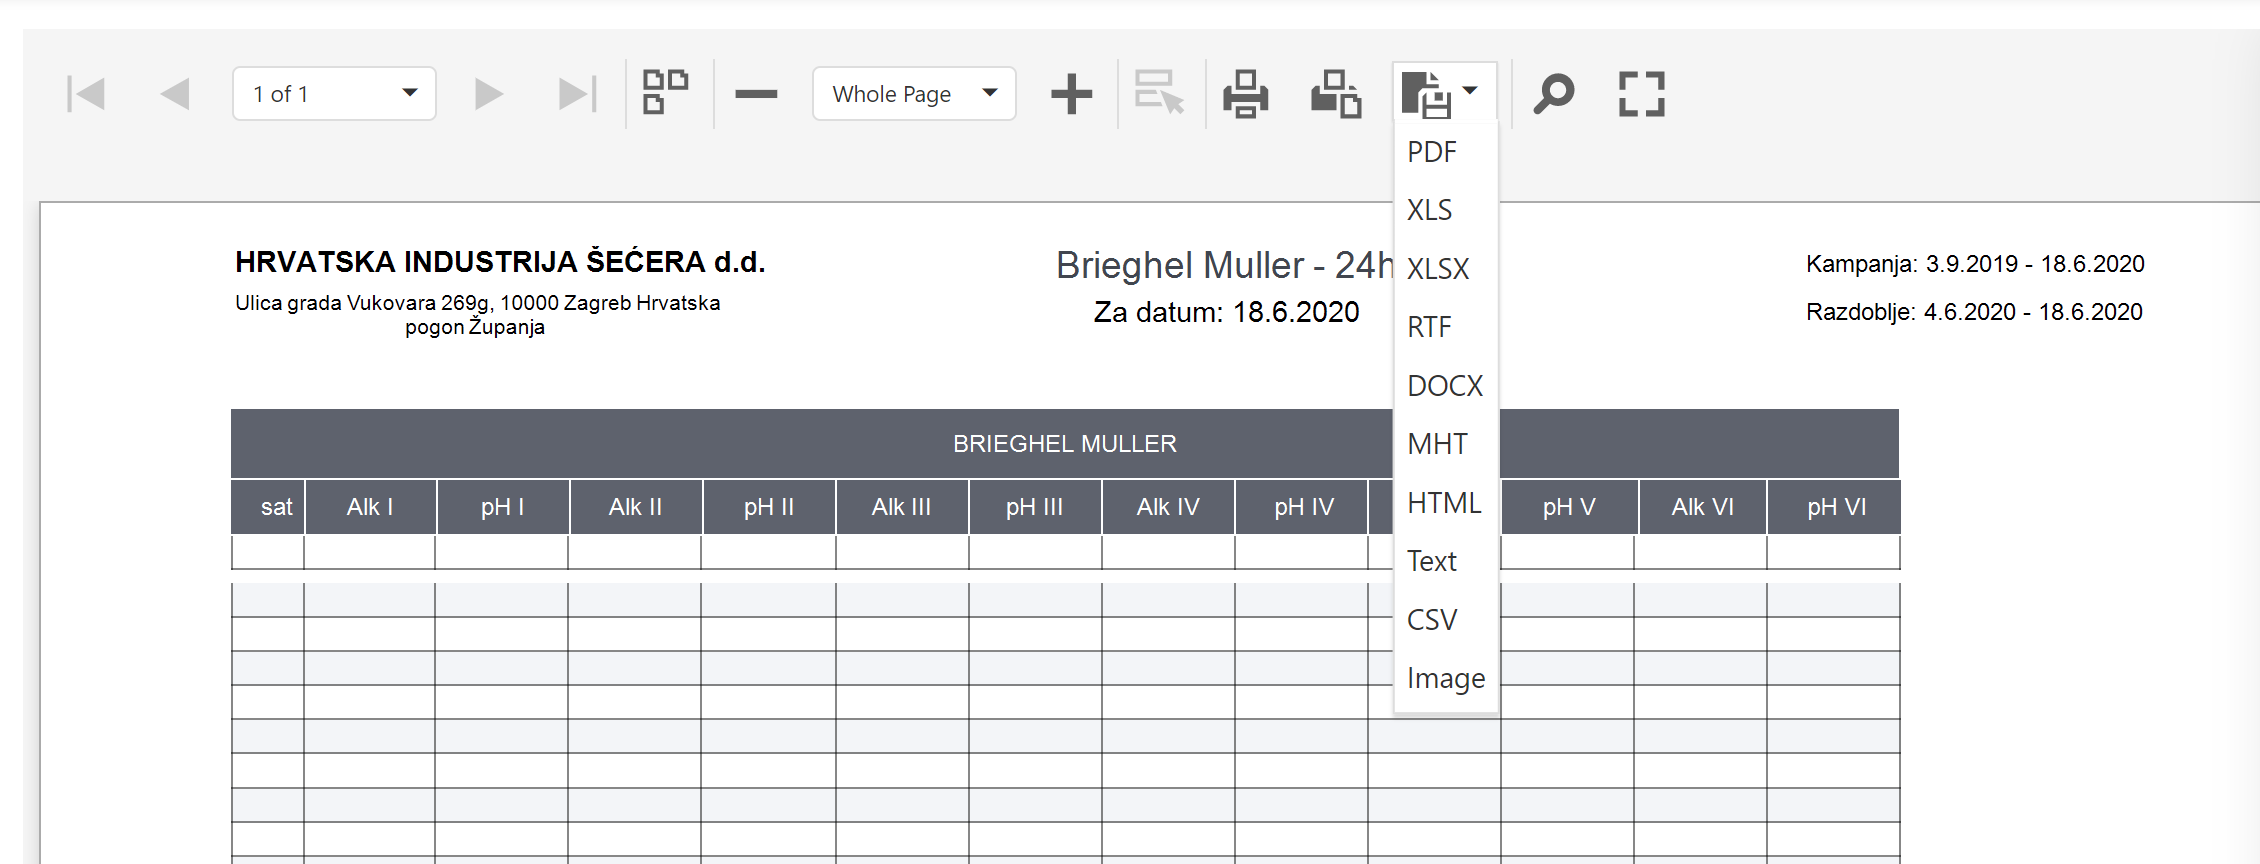 1 of 1
Whole Page
PDF
XLS
XLSX
RTF
DOCX
MHT
HTML
Text
CSV
Image
HRVATSKA INDUSTRIJA ŠEĆERA d.d.
Ulica grada Vukovara 269g, 10000 Zagreb Hrvatska
pogon Županja
Brieghel Muller - 24h
Za datum: 18.6.2020
Kampanja: 3.9.2019 - 18.6.2020
Razdoblje: 4.6.2020 - 18.6.2020
BRIEGHEL MULLER
sat Alk I pH I Alk II pH II Alk III pH III Alk IV pH IV pH V Alk VI pH VI